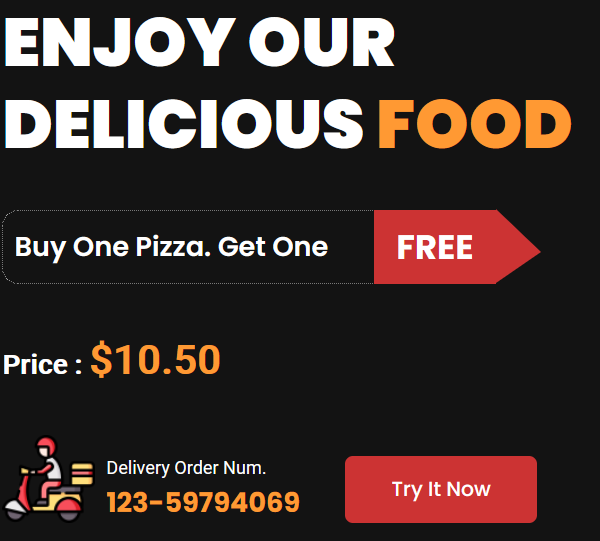 ENJOY OUR
DELICIOUS FOOD
Buy One Pizza. Get One FREE
Price : $10.50
Delivery Order Num.
123-59794069
Try It Now